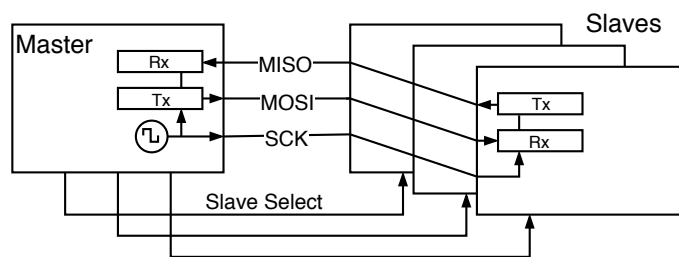 Master
Slaves
Rx
MISO
Tx
MOSI
SCK
Tx
Rx
Slave Select